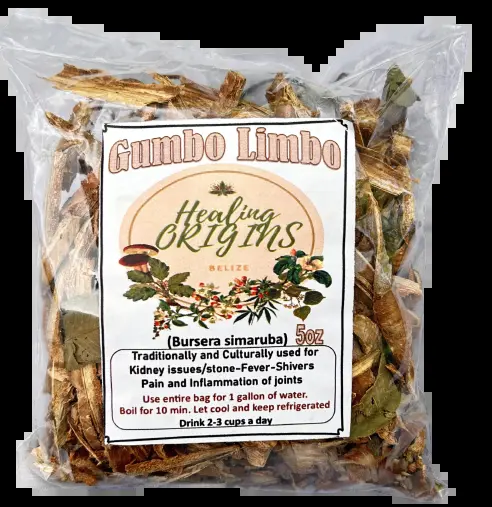 Gumbo Limbo
Healing
ORIGINS
BELIZE
(Bursera simaruba) 5oz
Traditionally and Culturally used for
Kidney issues/stone-Fever-Shivers
Pain and Inflammation of joints
Use entire bag for 1 gallon of water.
Boil for 10 min. Let cool and keep refrigerated
Drink 2-3 cups a day